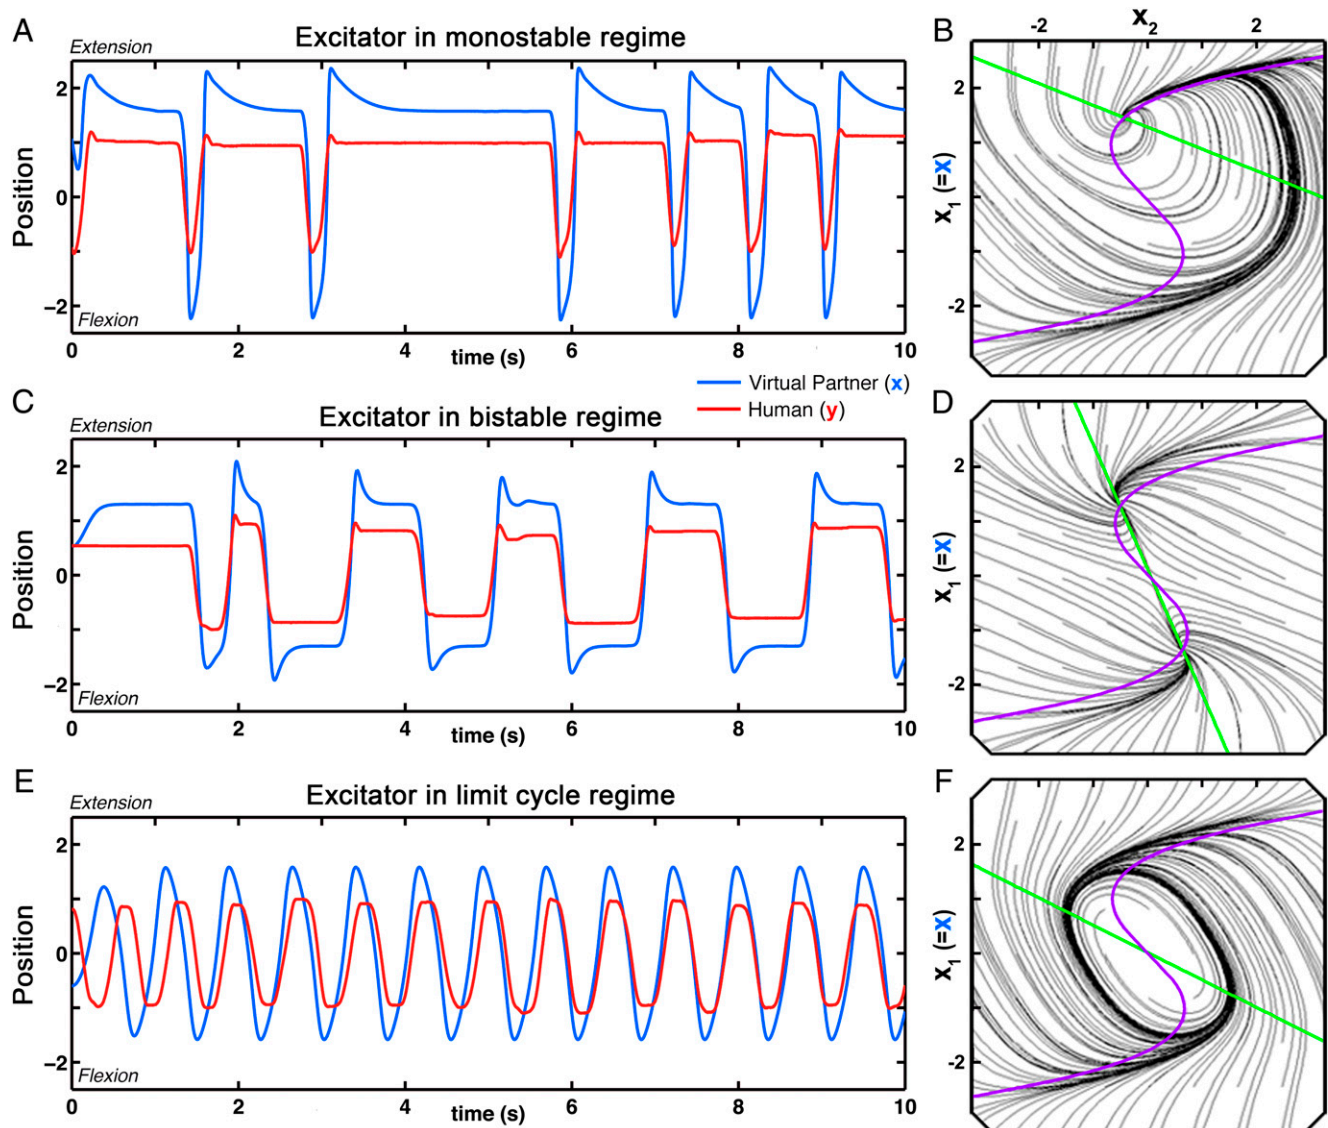 A
Excitator in monostable regime
Extension
2
0
−2
Position
Flexion
0 2 4 6 8 10
time (s)
B
-2 x2 2
2
-2
x1 (=x)
Virtual Partner (x)
Human (y)
C
Excitator in bistable regime
Extension
2
0
−2
Position
Flexion
0 2 4 6 8 10
time (s)
D
2
-2
x1 (=x)
E
Excitator in limit cycle regime
Extension
2
0
−2
Position
Flexion
0 2 4 6 8 10
time (s)
F
2
-2
x1 (=x)